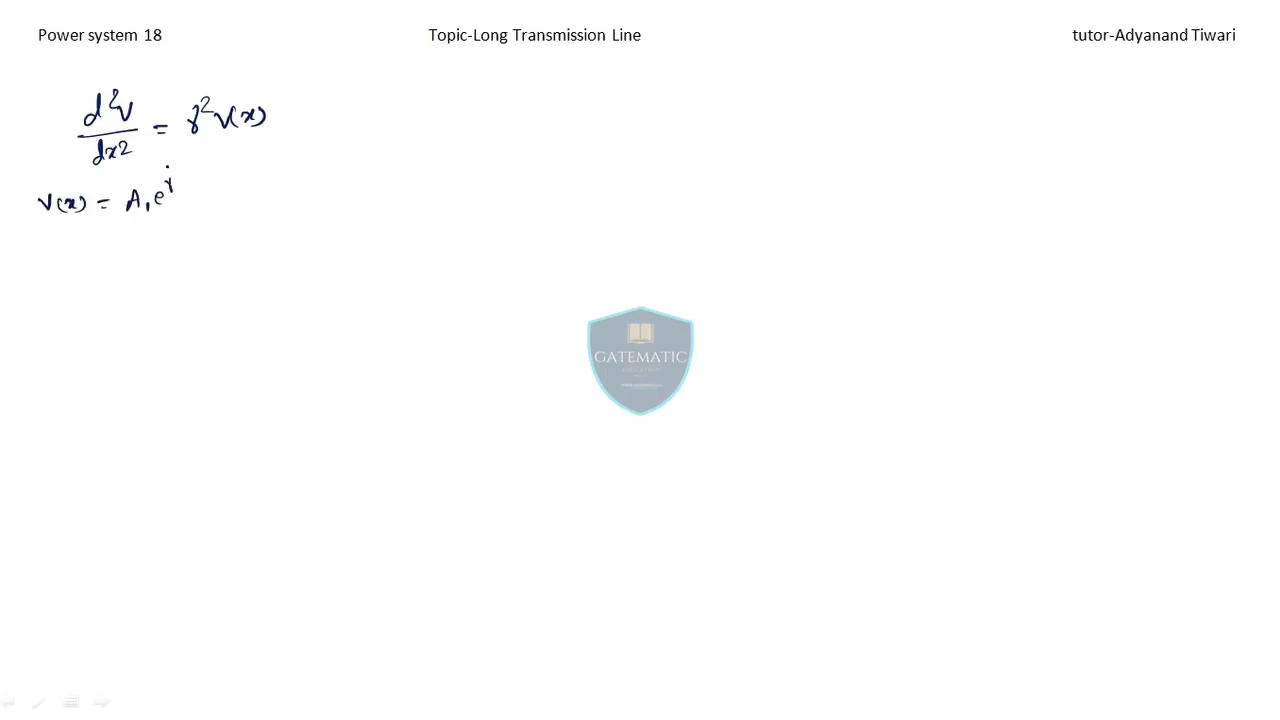 Power system 18
Topic-Long Transmission Line
tutor-Adyanand Tiwari
d²V/dx² = γ²V(x)
V(x) = A₁e^γ
GATEMATIC